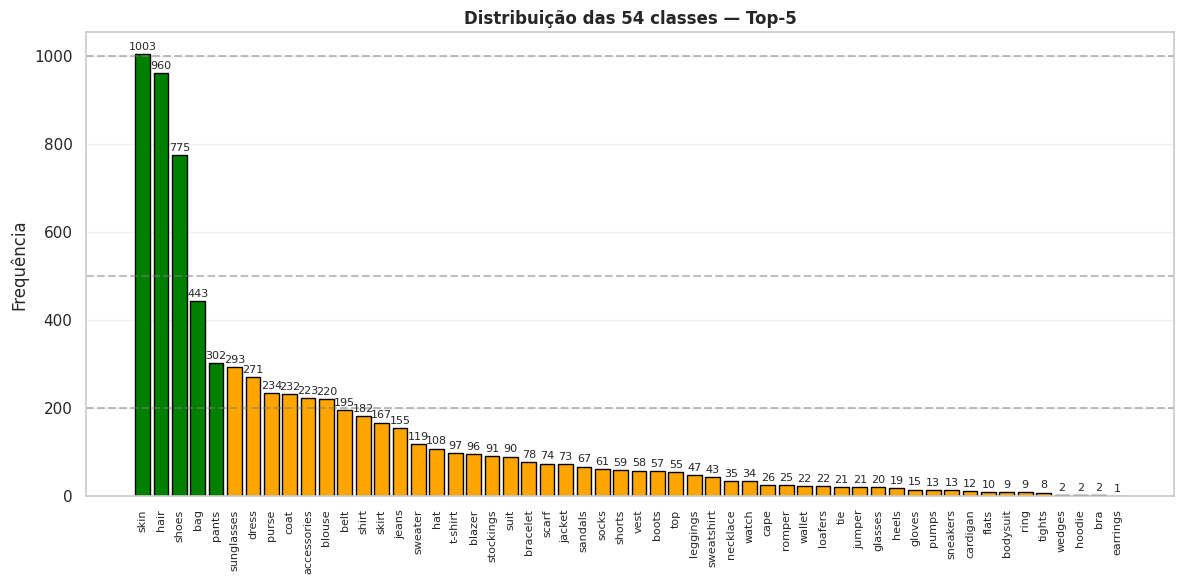 Distribuição das 54 classes — Top-5
Frequência
1000
800
600
400
200
0
1003
960
775
443
302
293
271
234
232
223
220
195
182
167
155
119
108
97
96
91
90
78
74
73
67
61
59
58
57
55
47
43
35
34
26
25
22
22
21
21
20
19
15
13
13
12
10
9
9
8
2
2
2
1
skin
hair
shoes
bag
pants
sunglasses
dress
purse
coat
accessories
blouse
belt
shirt
skirt
jeans
sweater
hat
t-shirt
blazer
stockings
suit
bracelet
scarf
jacket
sandals
socks
shorts
vest
boots
top
leggings
sweatshirt
necklace
watch
cape
romper
wallet
loafers
tie
jumper
glasses
heels
gloves
pumps
sneakers
cardigan
flats
bodysuit
ring
tights
wedges
hoodie
bra
earrings